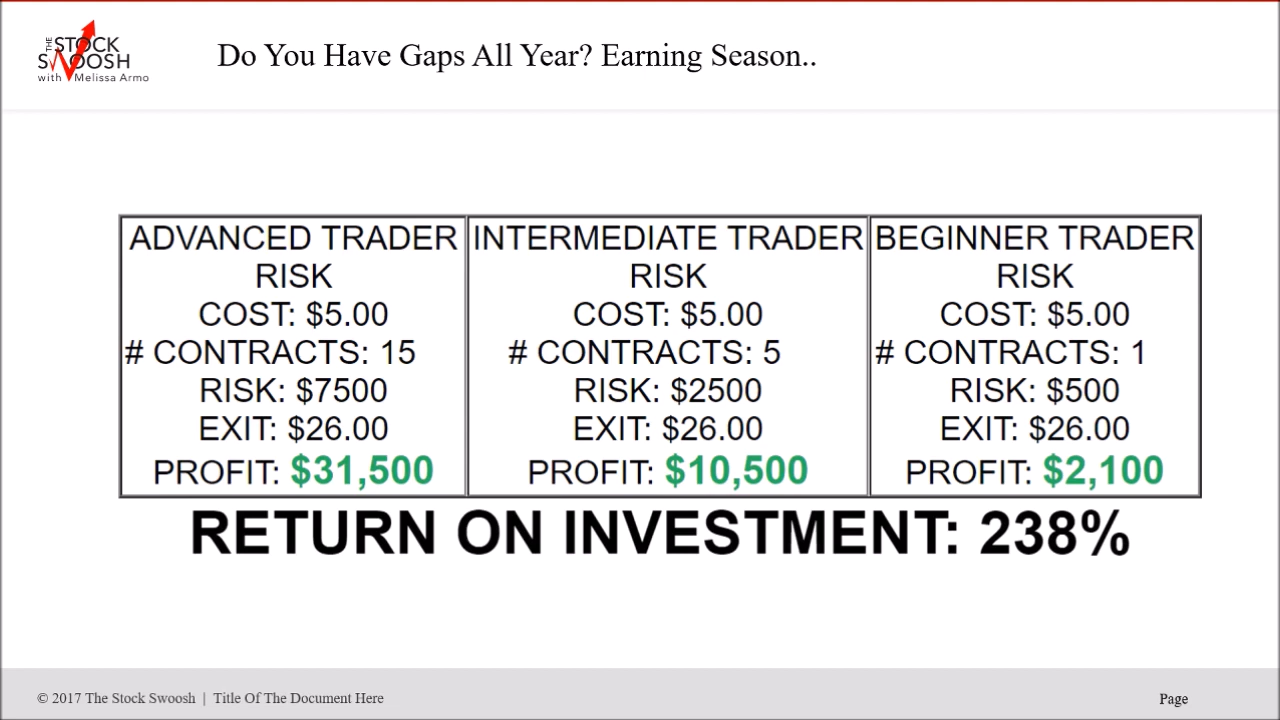 THE
STOCK
SWOOSH
with Melissa Armo
Do You Have Gaps All Year? Earning Season..
ADVANCED TRADER
RISK
COST: $5.00
# CONTRACTS: 15
RISK: $7500
EXIT: $26.00
PROFIT: $31,500
INTERMEDIATE TRADER
RISK
COST: $5.00
# CONTRACTS: 5
RISK: $2500
EXIT: $26.00
PROFIT: $10,500
BEGINNER TRADER
RISK
COST: $5.00
# CONTRACTS: 1
RISK: $500
EXIT: $26.00
PROFIT: $2,100
RETURN ON INVESTMENT: 238%
© 2017 The Stock Swoosh | Title Of The Document Here
Page